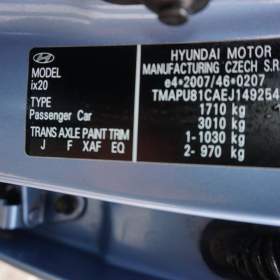 HYUNDAI
MODEL
ix20
TYPE
Passenger Car
TRANS AXLE PAINT TRIM
J F XAF EQ
HYUNDAI MOTOR
MANUFACTURING CZECH S.R.
e4*2007/46*0207
TMAPU81CAEJ149254
1710 kg
3010 kg
1- 1030 kg
2- 970 kg